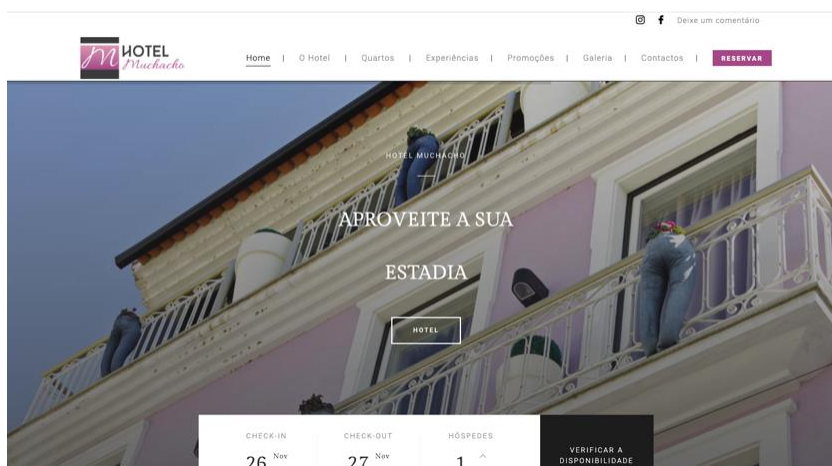 Deixe um comentário
M HOTEL
Muchacho
Home | O Hotel | Quartos | Experiências | Promoções | Galeria | Contactos | RESERVAR
HOTEL MUCHACHO
APROVEITE A SUA
ESTADIA
HOTEL
CHECK-IN CHECK-OUT HÓSPEDES
26 Nov 27 Nov 1
VERIFICAR A
DISPONIBILIDADE